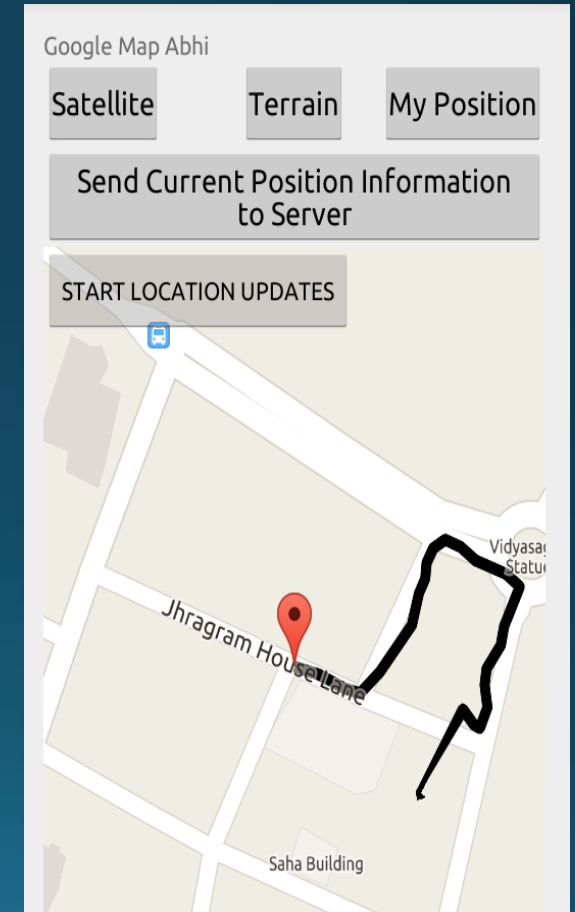 Google Map Abhi
Satellite
Terrain
My Position
Send Current Position Information
to Server
START LOCATION UPDATES
Statue
Jhragram House Lane
Saha Building